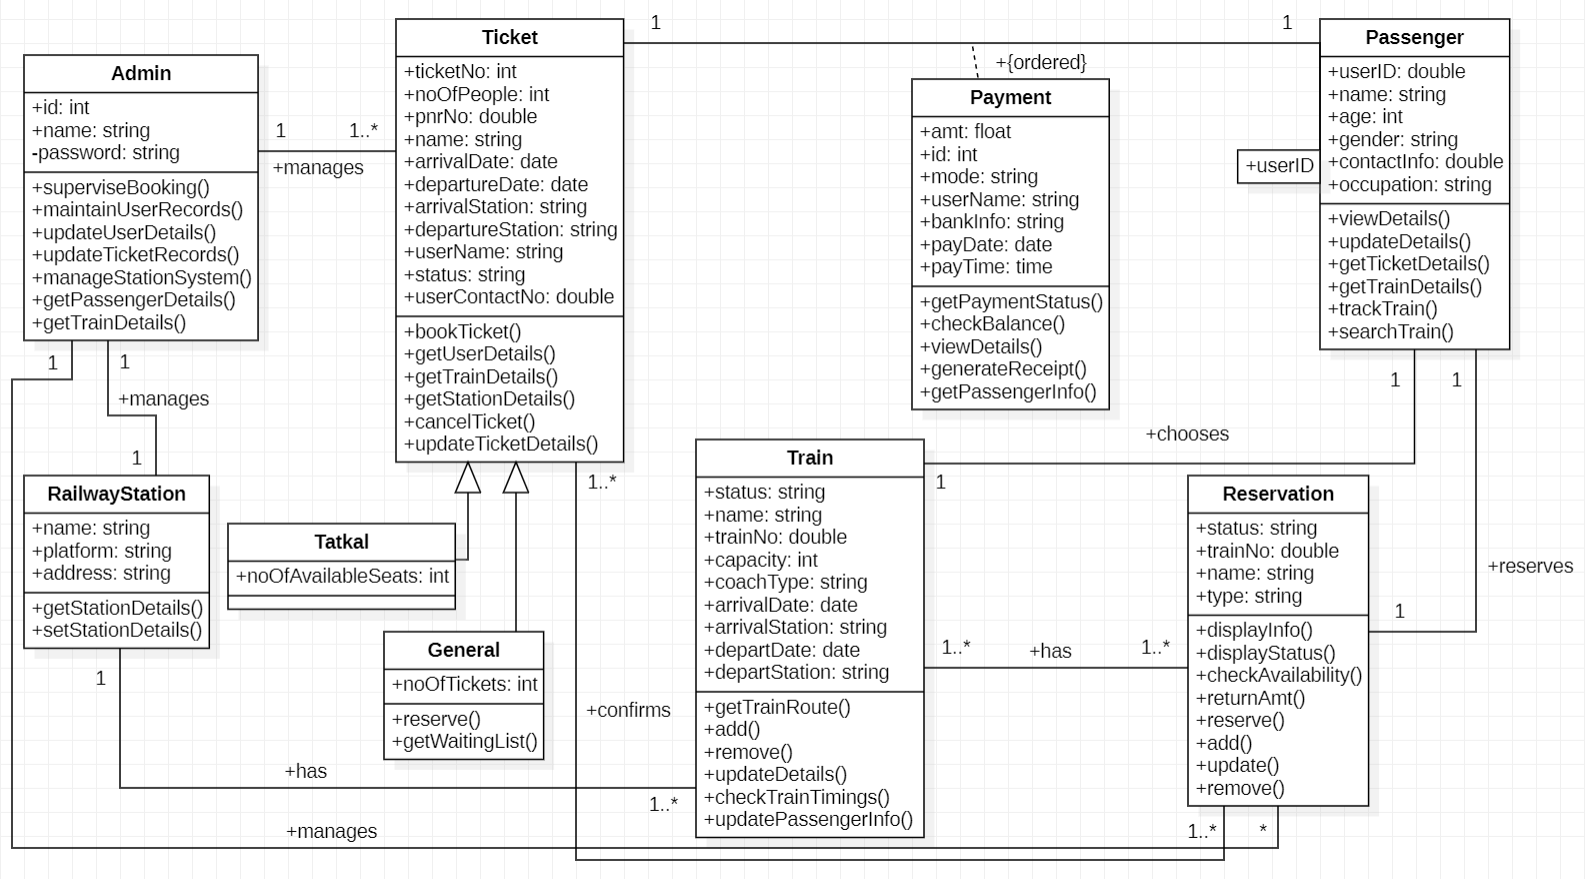 Admin
+id: int
+name: string
-password: string
+superviseBooking()
+maintainUserRecords()
+updateUserDetails()
+updateTicketRecords()
+manageStationSystem()
+getPassengerDetails()
+getTrainDetails()
1
1..*
+manages
Ticket
+ticketNo: int
+noOfPeople: int
+pnrNo: double
+name: string
+arrivalDate: date
+departureDate: date
+arrivalStation: string
+departureStation: string
+userName: string
+status: string
+userContactNo: double
+bookTicket()
+getUserDetails()
+getTrainDetails()
+getStationDetails()
+cancelTicket()
+updateTicketDetails()
1
1
+{ordered}
Payment
+amt: float
+id: int
+mode: string
+userName: string
+bankInfo: string
+payDate: date
+payTime: time
+getPaymentStatus()
+checkBalance()
+viewDetails()
+generateReceipt()
+getPassengerInfo()
Passenger
+userID: double
+name: string
+age: int
+gender: string
+contactInfo: double
+occupation: string
+viewDetails()
+updateDetails()
+getTicketDetails()
+getTrainDetails()
+trackTrain()
+searchTrain()
+userID
1
1
+manages
1
1
1
+chooses
1
RailwayStation
+name: string
+platform: string
+address: string
+getStationDetails()
+setStationDetails()
1
Tatkal
+noOfAvailableSeats: int
General
+noOfTickets: int
+reserve()
+getWaitingList()
1..*
+confirms
Train
+status: string
+name: string
+trainNo: double
+capacity: int
+coachType: string
+arrivalDate: date
+arrivalStation: string
+departDate: date
+departStation: string
+getTrainRoute()
+add()
+remove()
+updateDetails()
+checkTrainTimings()
+updatePassengerInfo()
1..*
+has
1..*
Reservation
+status: string
+trainNo: double
+name: string
+type: string
+displayInfo()
+displayStatus()
+checkAvailability()
+returnAmt()
+reserve()
+add()
+update()
+remove()
+reserves
1
+has
1..*
+manages
1..*
*